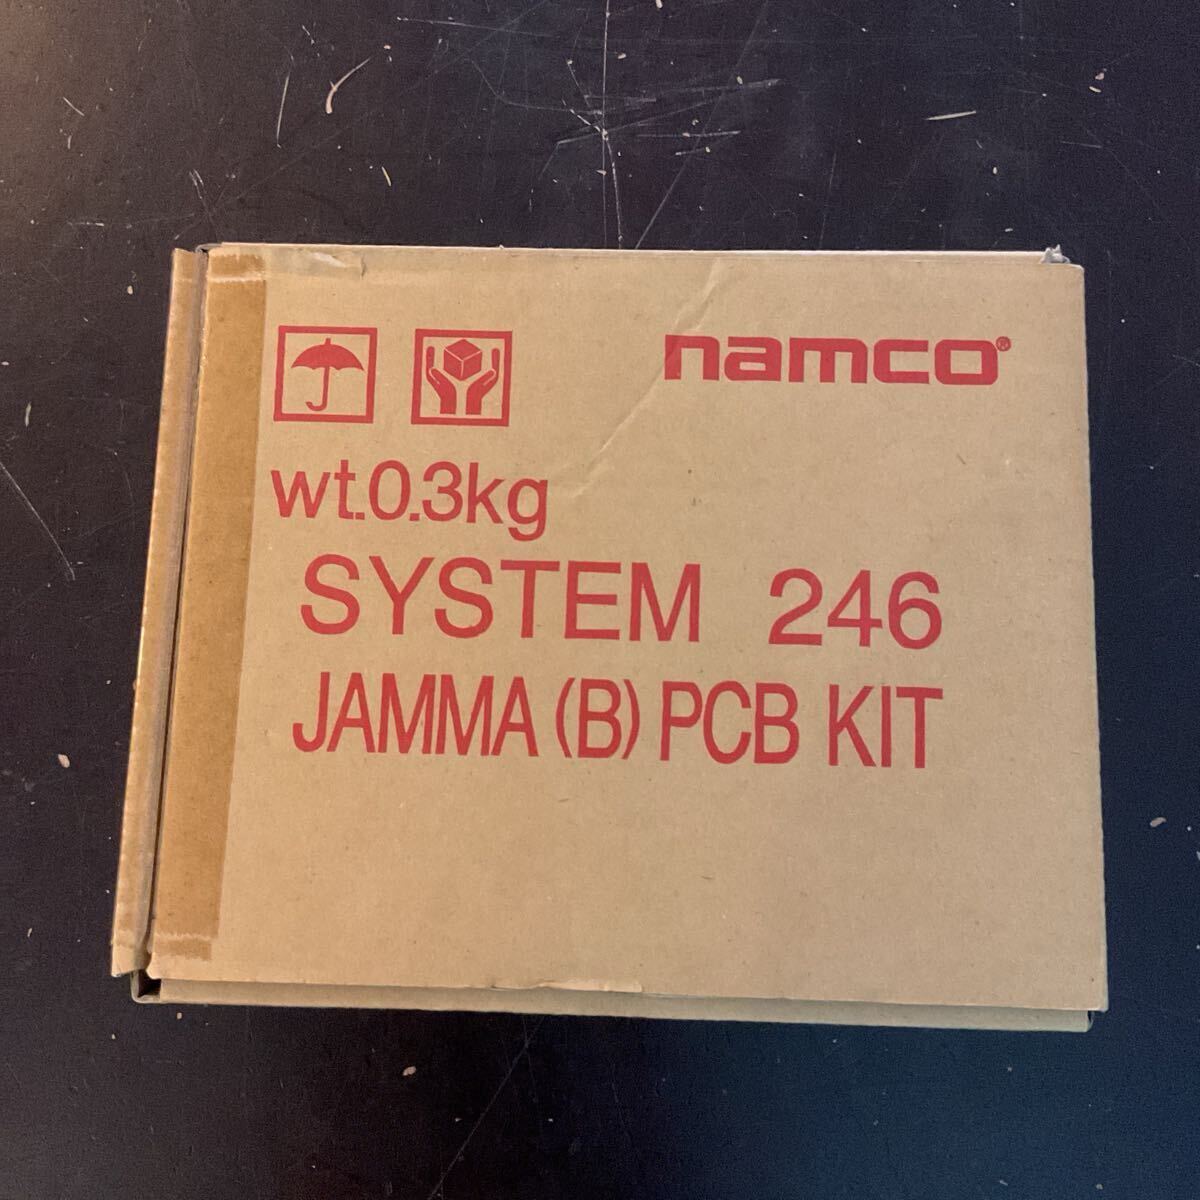 namco®
wt.0.3kg
SYSTEM 246
JAMMA (B) PCB KIT